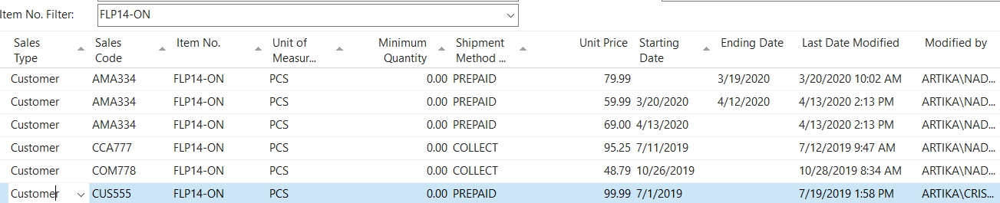 Item No. Filter: FLP14-ON
Sales Type Sales Code Item No. Unit of Measur... Minimum Quantity Shipment Method ... Unit Price Starting Date Ending Date Last Date Modified Modified by
Customer AMA334 FLP14-ON PCS 0.00 PREPAID 79.99 3/19/2020 3/20/2020 10:02 AM ARTIKA\NAD...
Customer AMA334 FLP14-ON PCS 0.00 PREPAID 59.99 3/20/2020 4/12/2020 4/13/2020 2:13 PM ARTIKA\NAD...
Customer AMA334 FLP14-ON PCS 0.00 PREPAID 69.00 4/13/2020 4/13/2020 2:13 PM ARTIKA\NAD...
Customer CCA777 FLP14-ON PCS 0.00 COLLECT 95.25 7/11/2019 7/12/2019 9:47 AM ARTIKA\NAD...
Customer COM778 FLP14-ON PCS 0.00 COLLECT 48.79 10/26/2019 10/28/2019 8:34 AM ARTIKA\NAD...
Customer CUS555 FLP14-ON PCS 0.00 PREPAID 99.99 7/1/2019 7/19/2019 1:58 PM ARTIKA\CRIS...